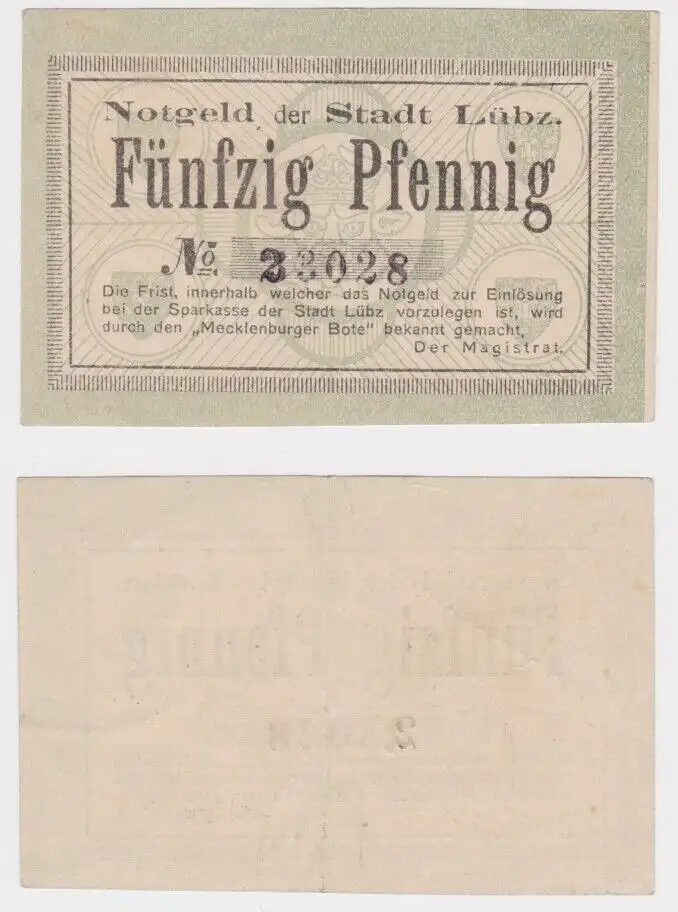 Notgeld der Stadt Lübz.
Fünfzig Pfennig
No. 23028
Die Frist, innerhalb welcher das Notgeld zur Einlösung
bei der Sparkasse der Stadt Lübz vorzulegen ist, wird
durch den „Mecklenburger Bote" bekannt gemacht.
Der Magistrat.